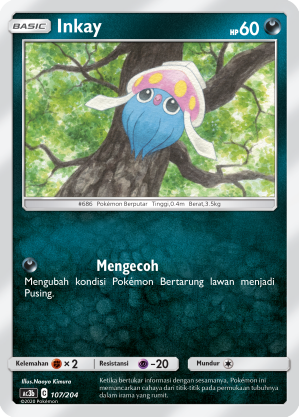 BASIC Inkay HP60
#686 Pokémon Berputar Tinggi,0.4m Berat,3.5kg
Mengecoh
Mengubah kondisi Pokémon Bertarung lawan menjadi
Pusing.
Kelemahan ×2 Resistansi -20 Mundur
Illus.Naoyo Kimura
AC3b 107/204
©2020 Pokémon
Ketika bertukar informasi dengan sesamanya, Pokémon ini
memancarkan cahaya dari titik-titik pada permukaan tubuhnya
dalam irama yang rumit.